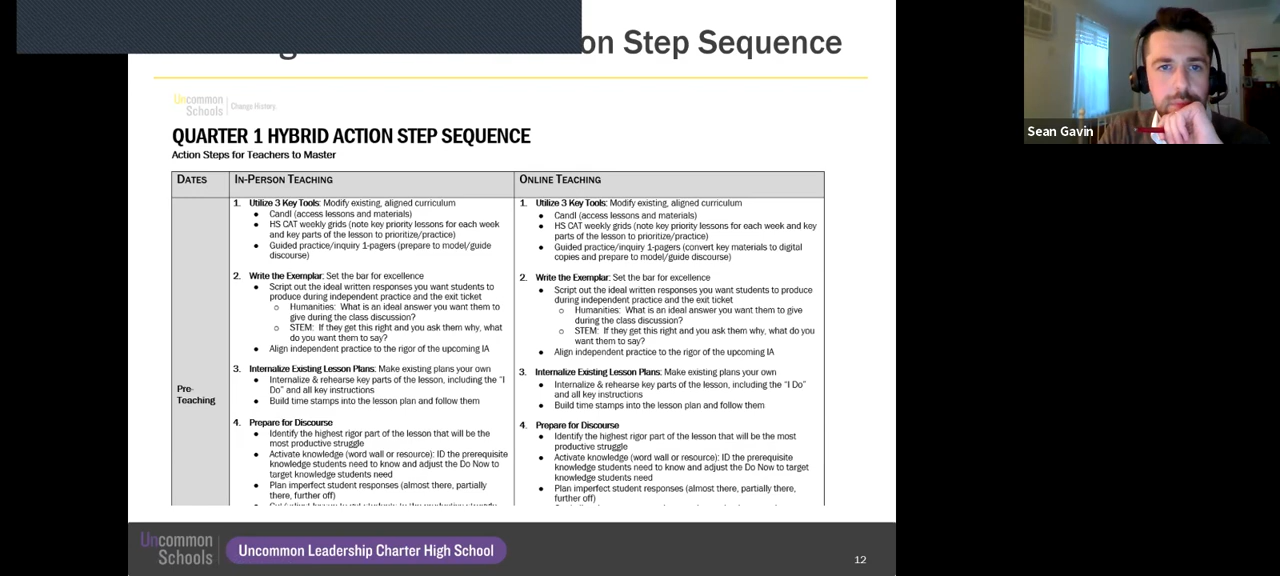 on Step Sequence
Uncommon
Schools
Change History.
QUARTER 1 HYBRID ACTION STEP SEQUENCE
Action Steps for Teachers to Master
DATES
IN-PERSON TEACHING
ONLINE TEACHING
Pre-
Teaching
1. Utilize 3 Key Tools: Modify existing, aligned curriculum
● CandI (access lessons and materials)
● HS CAT weekly grids (note key priority lessons for each week
and key parts of the lesson to prioritize/practice)
● Guided practice/inquiry 1-pagers (prepare to model/guide
discourse)
2. Write the Exemplar: Set the bar for excellence
● Script out the ideal written responses you want students to
produce during independent practice and the exit ticket
○ Humanities: What is an ideal answer you want them to
give during the class discussion?
○ STEM: If they get this right and you ask them why, what
do you want them to say?
● Align independent practice to the rigor of the upcoming IA
3. Internalize Existing Lesson Plans: Make existing plans your own
● Internalize & rehearse key parts of the lesson, including the "I
Do" and all key instructions
● Build time stamps into the lesson plan and follow them
4. Prepare for Discourse
● Identify the highest rigor part of the lesson that will be the
most productive struggle
● Activate knowledge (word wall or resource): ID the prerequisite
knowledge students need to know and adjust the Do Now to
target knowledge students need
● Plan imperfect student responses (almost there, partially
there, further off)
1. Utilize 3 Key Tools: Modify existing, aligned curriculum
● CandI (access lessons and materials)
● HS CAT weekly grids (note key priority lessons for each week and key
parts of the lesson to prioritize/practice)
● Guided practice/inquiry 1-pagers (convert key materials to digital
copies and prepare to model/guide discourse)
2. Write the Exemplar: Set the bar for excellence
● Script out the ideal written responses you want students to produce
during independent practice and the exit ticket
○ Humanities: What is an ideal answer you want them to give
during the class discussion?
○ STEM: If they get this right and you ask them why, what do you
want them to say?
● Align independent practice to the rigor of the upcoming IA
3. Internalize Existing Lesson Plans: Make existing plans your own
● Internalize & rehearse key parts of the lesson, including the "I Do"
and all key instructions
● Build time stamps into the lesson plan and follow them
4. Prepare for Discourse
● Identify the highest rigor part of the lesson that will be the most
productive struggle
● Activate knowledge (word wall or resource): ID the prerequisite
knowledge students need to know and adjust the Do Now to target
knowledge students need
● Plan imperfect student responses (almost there, partially there,
further off)
Uncommon
Schools
Uncommon Leadership Charter High School
12
Sean Gavin